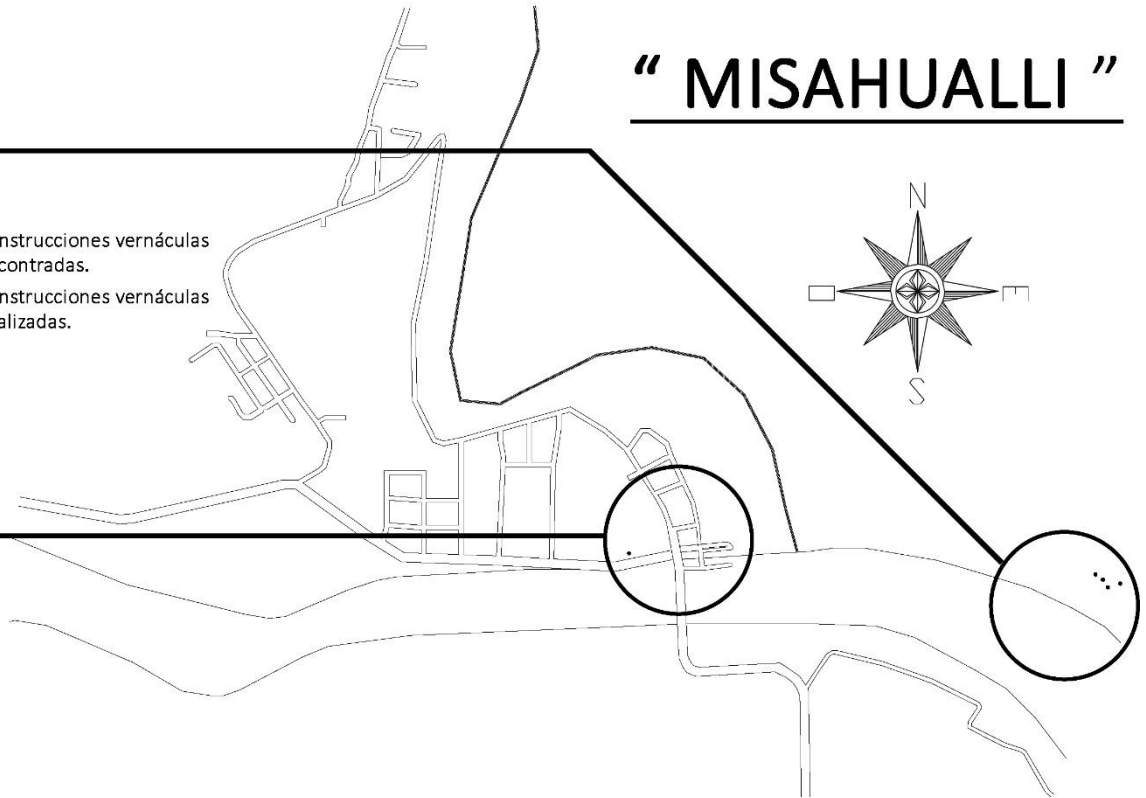 “ MISAHUALLI ”
N
nstrucciones vernáculas
contradas.
O
E
nstrucciones vernáculas
alizadas.
S